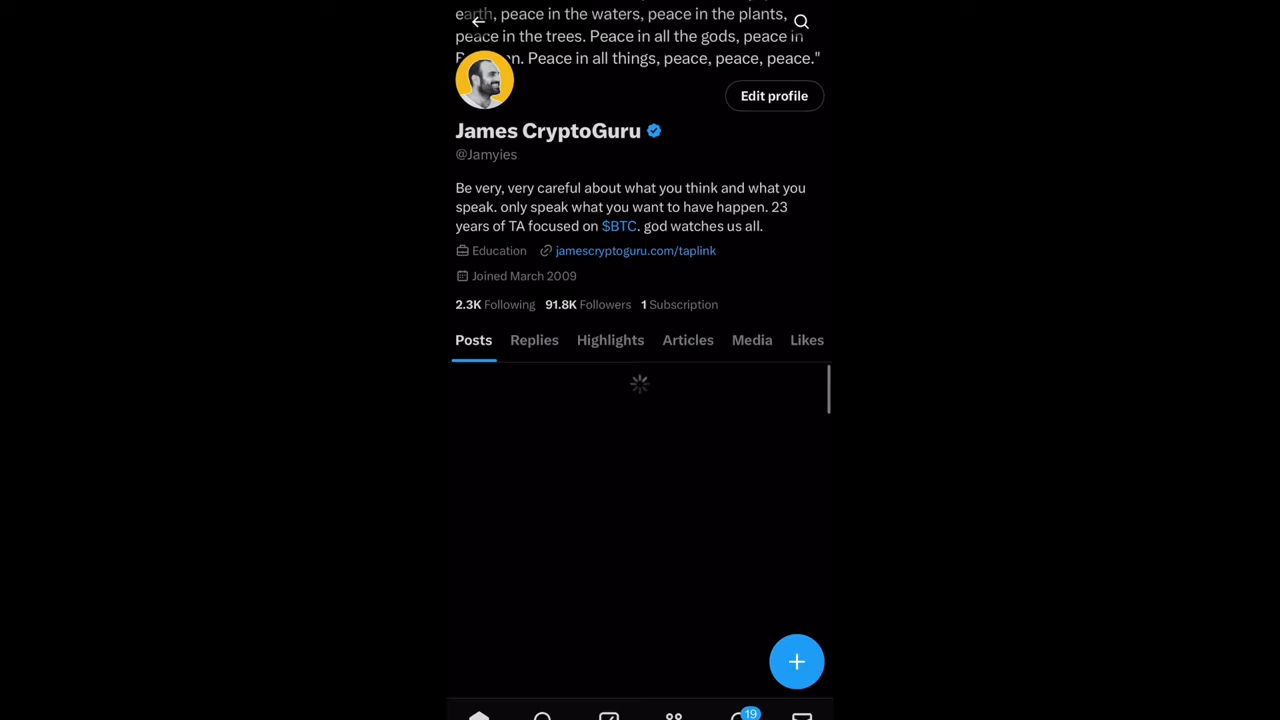 earth, peace in the waters, peace in the plants,
peace in the trees. Peace in all the gods, peace in
Peace in all things, peace, peace, peace."
Edit profile
James CryptoGuru
@Jamyies
Be very, very careful about what you think and what you
speak. only speak what you want to have happen. 23
years of TA focused on $BTC. god watches us all.
Education jamescryptoguru.com/taplink
Joined March 2009
2.3K Following 91.8K Followers 1 Subscription
Posts Replies Highlights Articles Media Likes
19